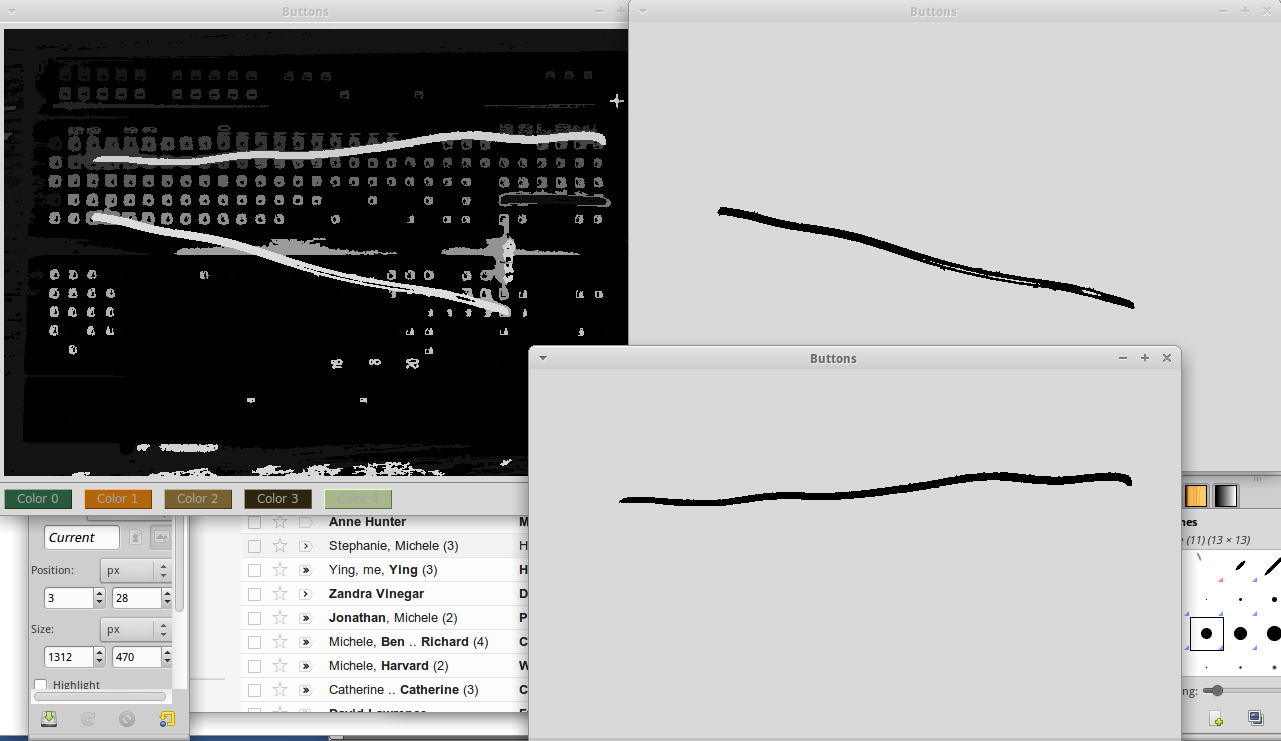 Buttons
Buttons
Buttons
Color 0
Color 1
Color 2
Color 3
Color 4
Current
Position:
px
3
28
Size:
px
1312
470
Highlight
Anne Hunter M
Stephanie, Michele (3) H
Ying, me, Ying (3) H
Zandra Vinegar D
Jonathan, Michele (2) P
Michele, Ben .. Richard (4) C
Michele, Harvard (2) W
Catherine .. Catherine (3) C
nes
(11) (13 × 13)
ng: